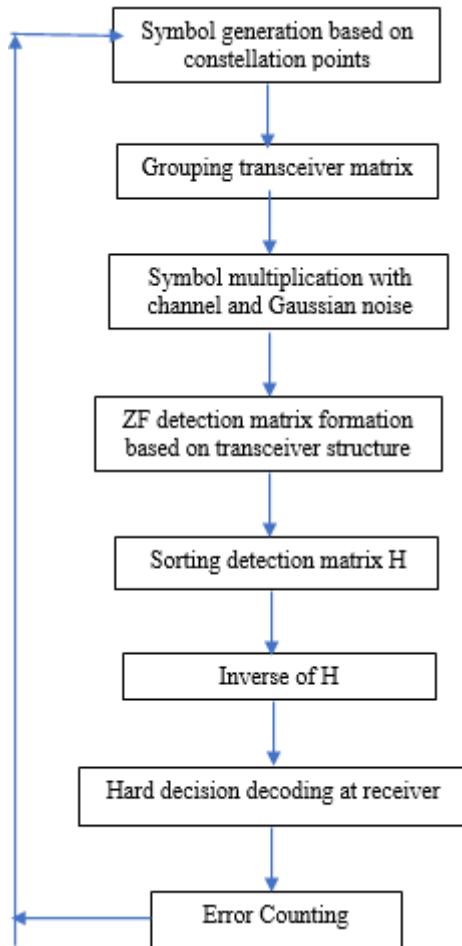 Symbol generation based on
constellation points
Grouping transceiver matrix
Symbol multiplication with
channel and Gaussian noise
ZF detection matrix formation
based on transceiver structure
Sorting detection matrix H
Inverse of H
Hard decision decoding at receiver
Error Counting